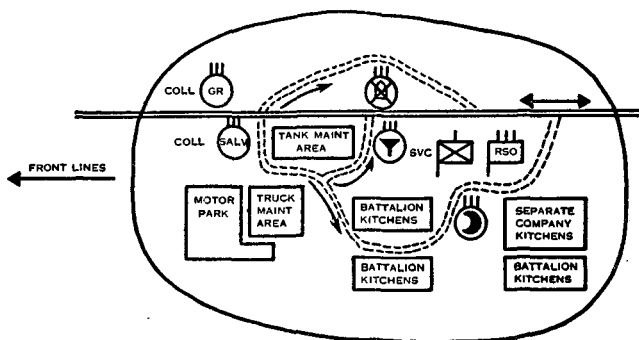 COLL GR
COLL SALV
TANK MAINT
AREA
SVC
RSO
FRONT LINES
MOTOR
PARK
TRUCK
MAINT
AREA
BATTALION
KITCHENS
SEPARATE
COMPANY
KITCHENS
BATTALION
KITCHENS
BATTALION
KITCHENS